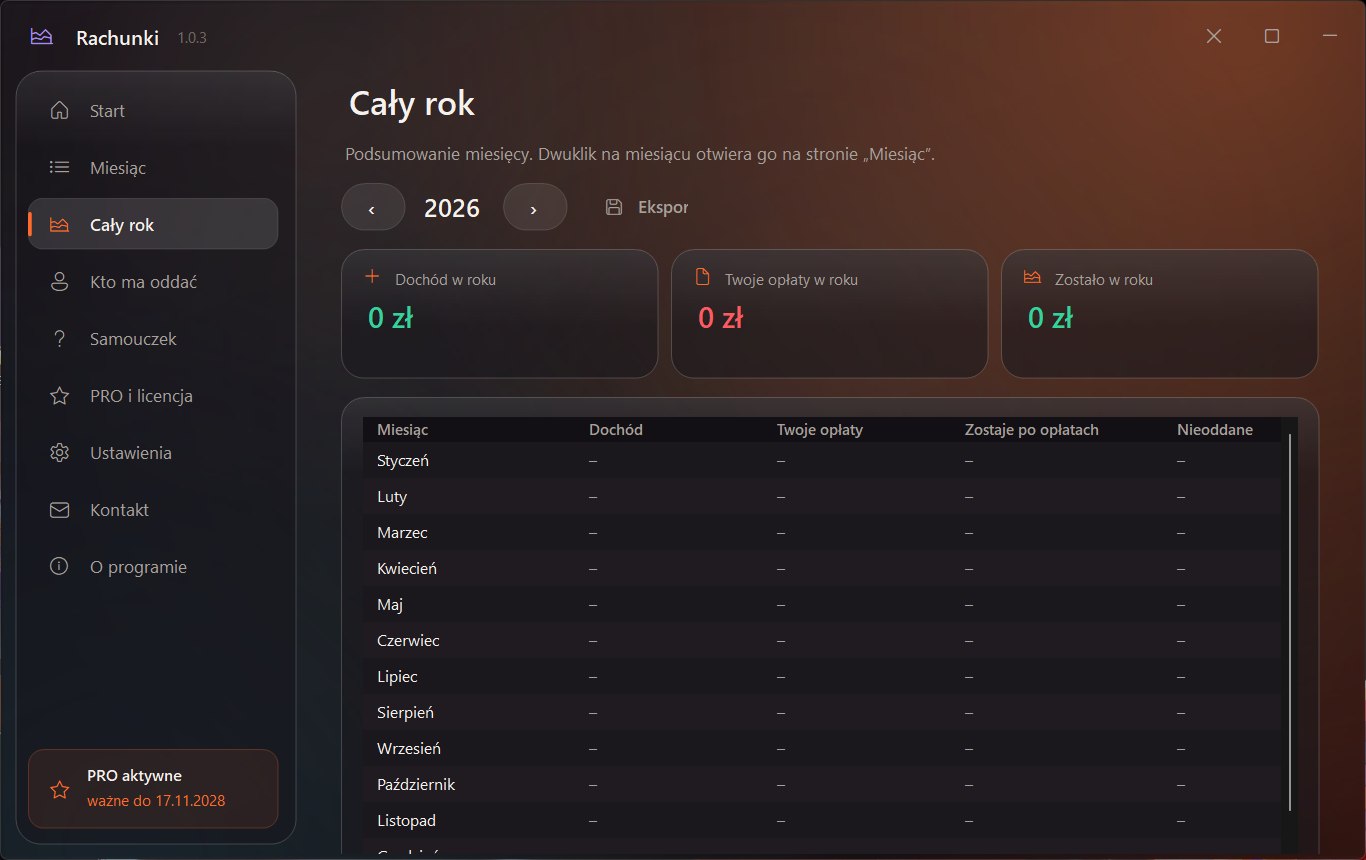 Rachunki 1.0.3
Start
Miesiąc
Cały rok
Kto ma oddać
Samouczek
PRO i licencja
Ustawienia
Kontakt
O programie
PRO aktywne
ważne do 17.11.2028
Cały rok
Podsumowanie miesięcy. Dwuklik na miesiącu otwiera go na stronie „Miesiąc”.
‹ 2026 › Ekspor
Dochód w roku
0 zł
Twoje opłaty w roku
0 zł
Zostało w roku
0 zł
Miesiąc Dochód Twoje opłaty Zostaje po opłatach Nieoddane
Styczeń – – – –
Luty – – – –
Marzec – – – –
Kwiecień – – – –
Maj – – – –
Czerwiec – – – –
Lipiec – – – –
Sierpień – – – –
Wrzesień – – – –
Październik – – – –
Listopad – – – –